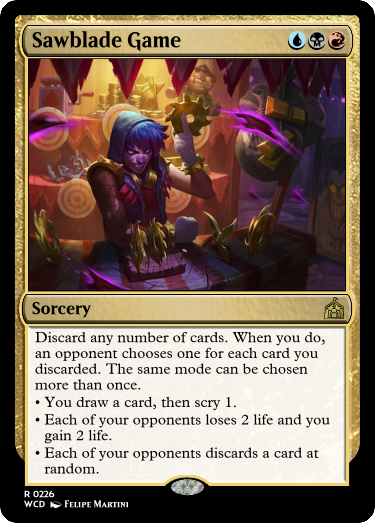 Sawblade Game
Sorcery
Discard any number of cards. When you do,
an opponent chooses one for each card you
discarded. The same mode can be chosen
more than once.
• You draw a card, then scry 1.
• Each of your opponents loses 2 life and you
gain 2 life.
• Each of your opponents discards a card at
random.
R 0226
WCD Felipe Martini